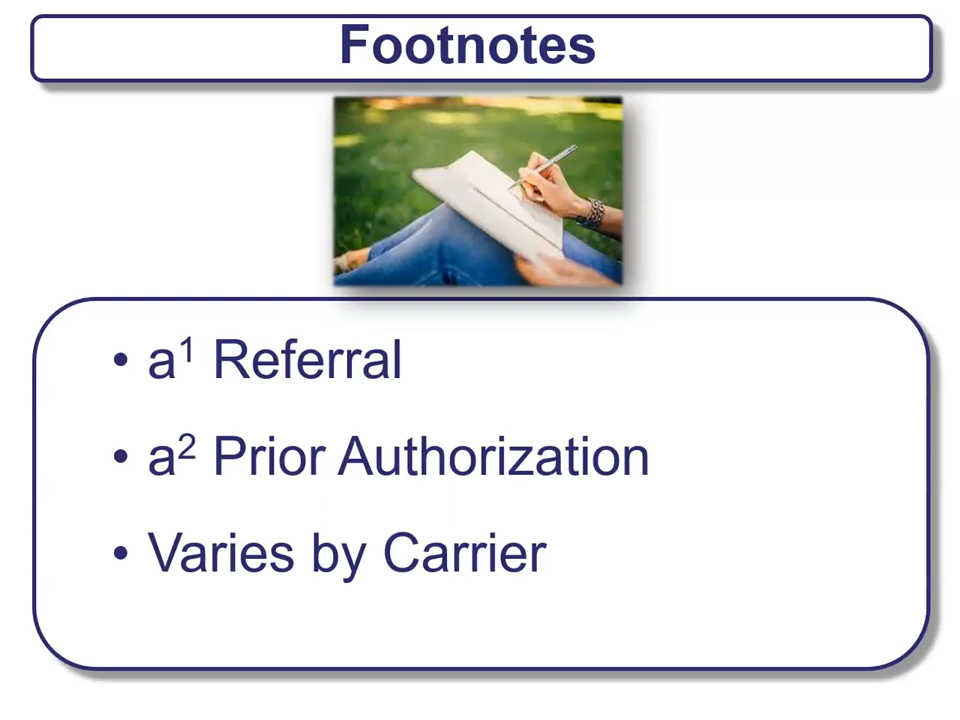 Footnotes
• a¹ Referral
• a² Prior Authorization
• Varies by Carrier